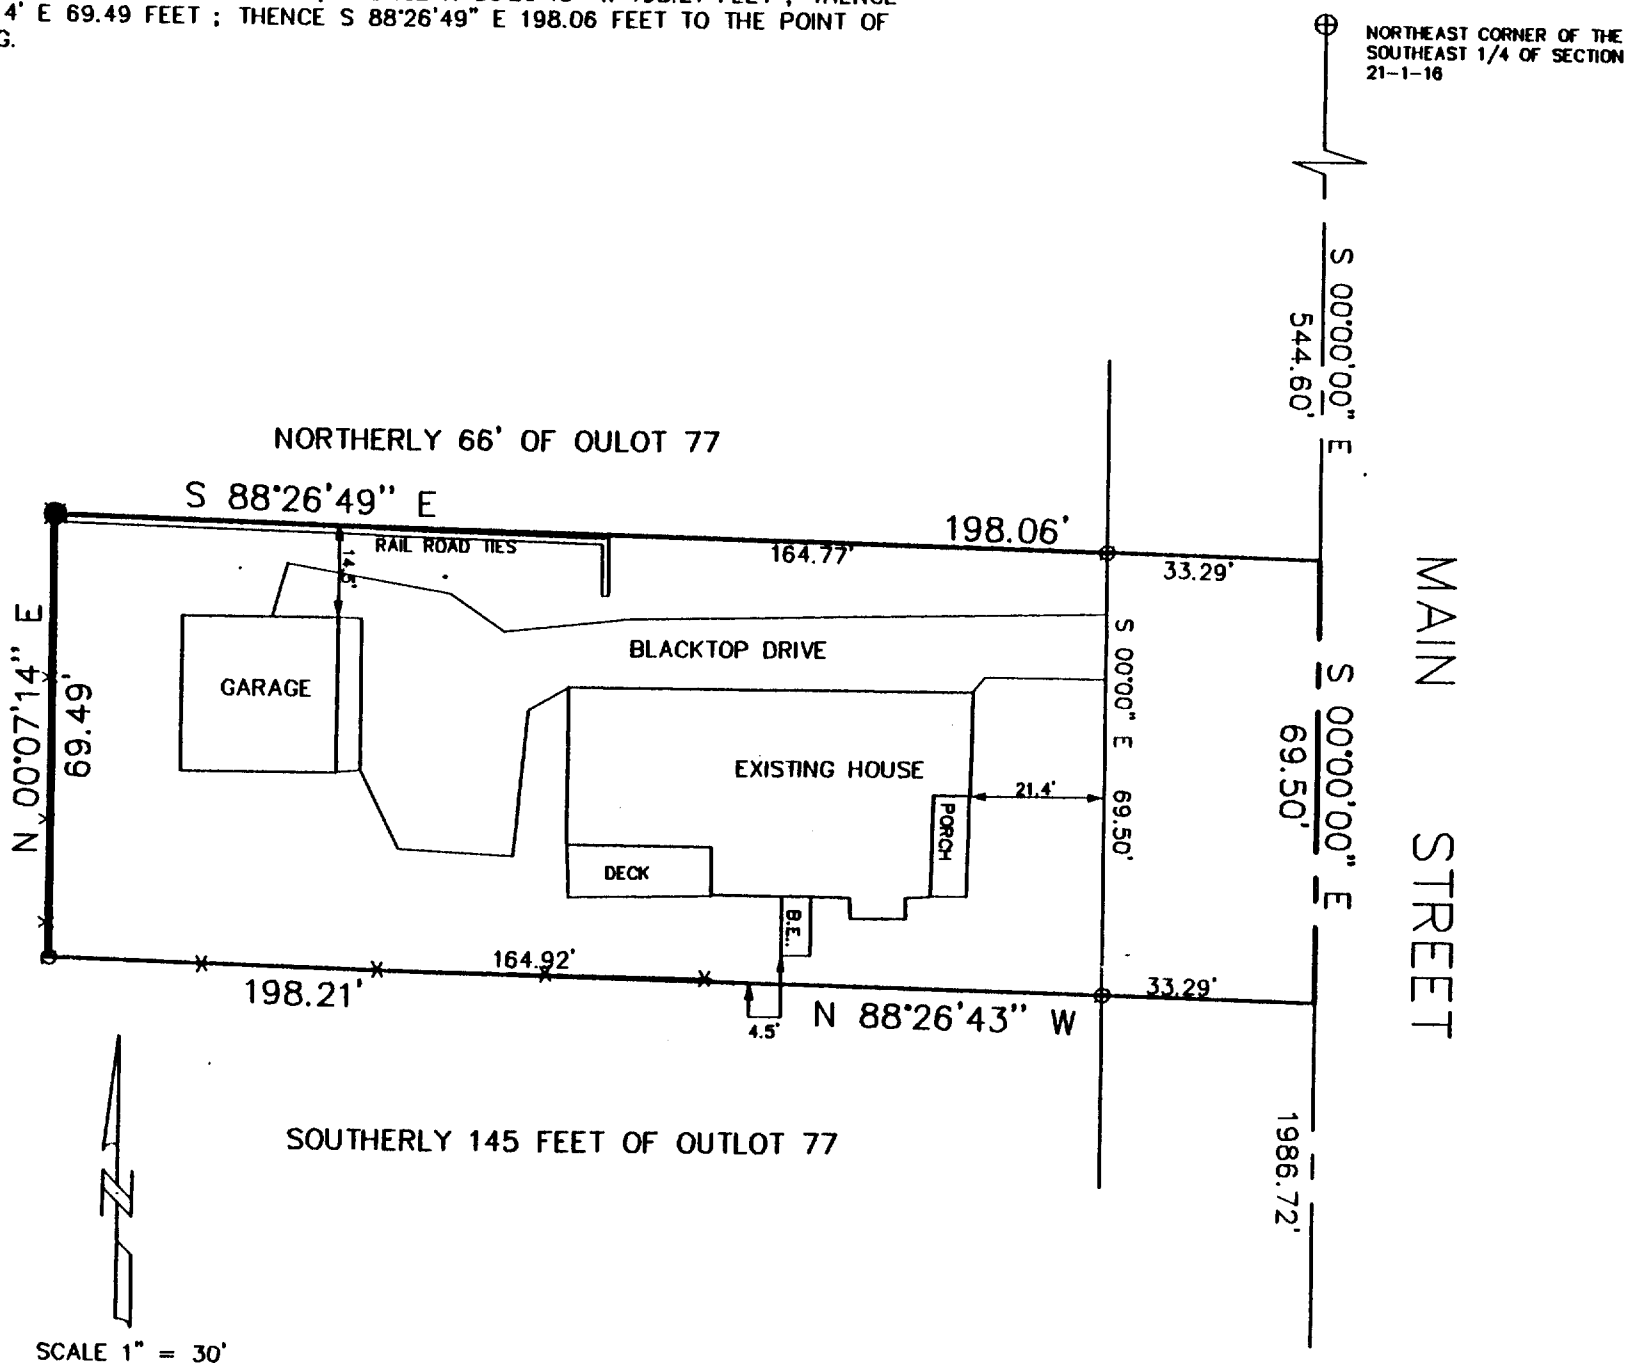 4' E 69.49 FEET ; THENCE S 88°26'49" E 198.06 FEET TO THE POINT OF
G.
NORTHEAST CORNER OF THE
SOUTHEAST 1/4 OF SECTION
21-1-16
S 00°00'00" E
544.60'
NORTHERLY 66' OF OULOT 77
S 88°26'49" E
198.06'
RAIL ROAD TIES
164.77'
33.29'
14.5'
BLACKTOP DRIVE
GARAGE
N 00°07'14" E
69.49'
EXISTING HOUSE
S 00°00" E 69.50'
S 00°00'00" E
69.50'
MAIN STREET
21.4'
PORCH
DECK
B.E.
164.92'
198.21'
33.29'
N 88°26'43" W
4.5'
SOUTHERLY 145 FEET OF OUTLOT 77
1986.72'
N
SCALE 1" = 30'